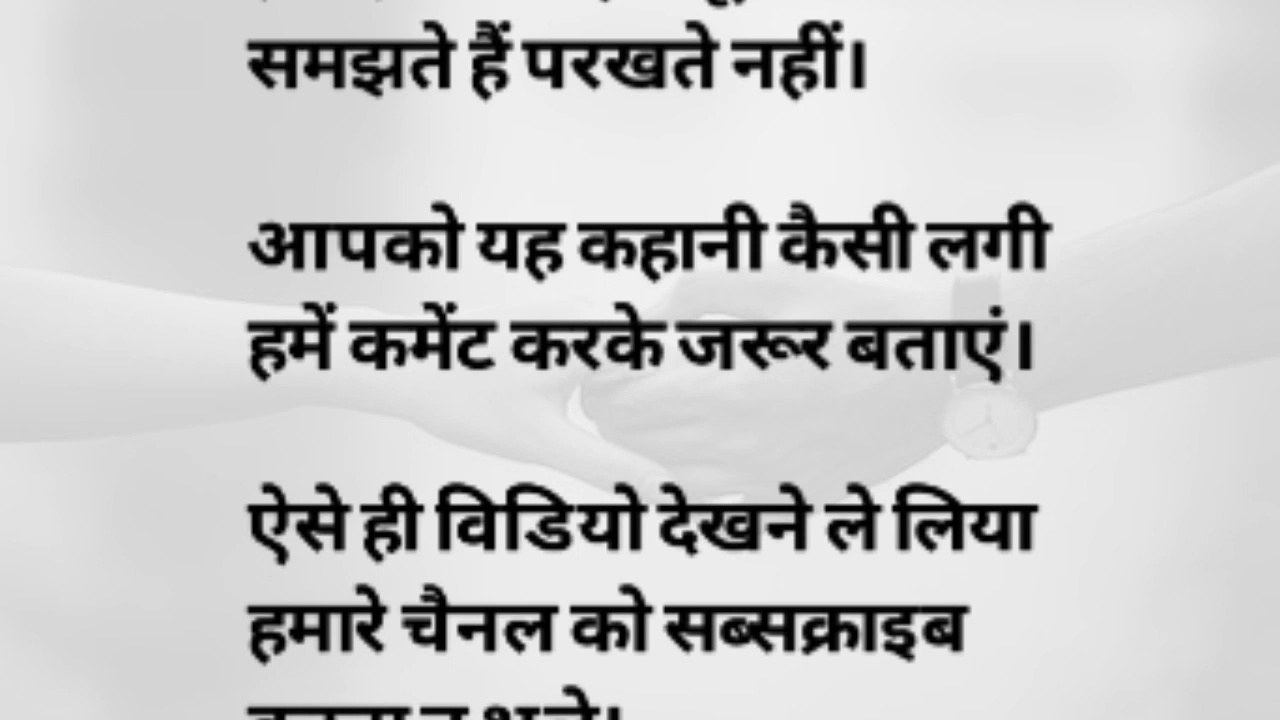 समझते हैं परखते नहीं।
आपको यह कहानी कैसी लगी
हमें कमेंट करके जरूर बताएं।
ऐसे ही विडियो देखने ले लिया
हमारे चैनल को सब्सक्राइब